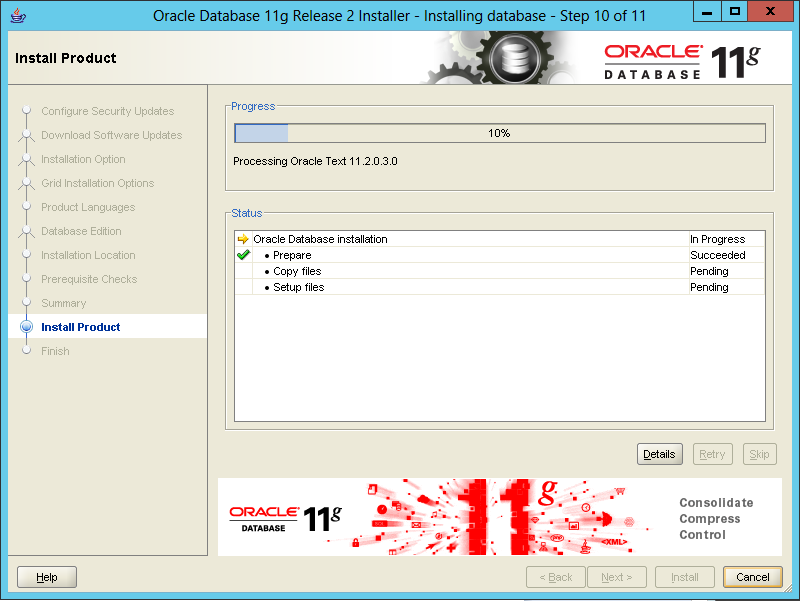 Oracle Database 11g Release 2 Installer - Installing database - Step 10 of 11
Install Product
ORACLE
DATABASE
11g
Configure Security Updates
Download Software Updates
Installation Option
Grid Installation Options
Product Languages
Database Edition
Installation Location
Prerequisite Checks
Summary
Install Product
Finish
Progress
10%
Processing Oracle Text 11.2.0.3.0
Status
Oracle Database installation In Progress
• Prepare Succeeded
• Copy files Pending
• Setup files Pending
Details Retry Skip
ORACLE
DATABASE
11g
11g
<XML>
Consolidate
Compress
Control
Help < Back Next > Install Cancel